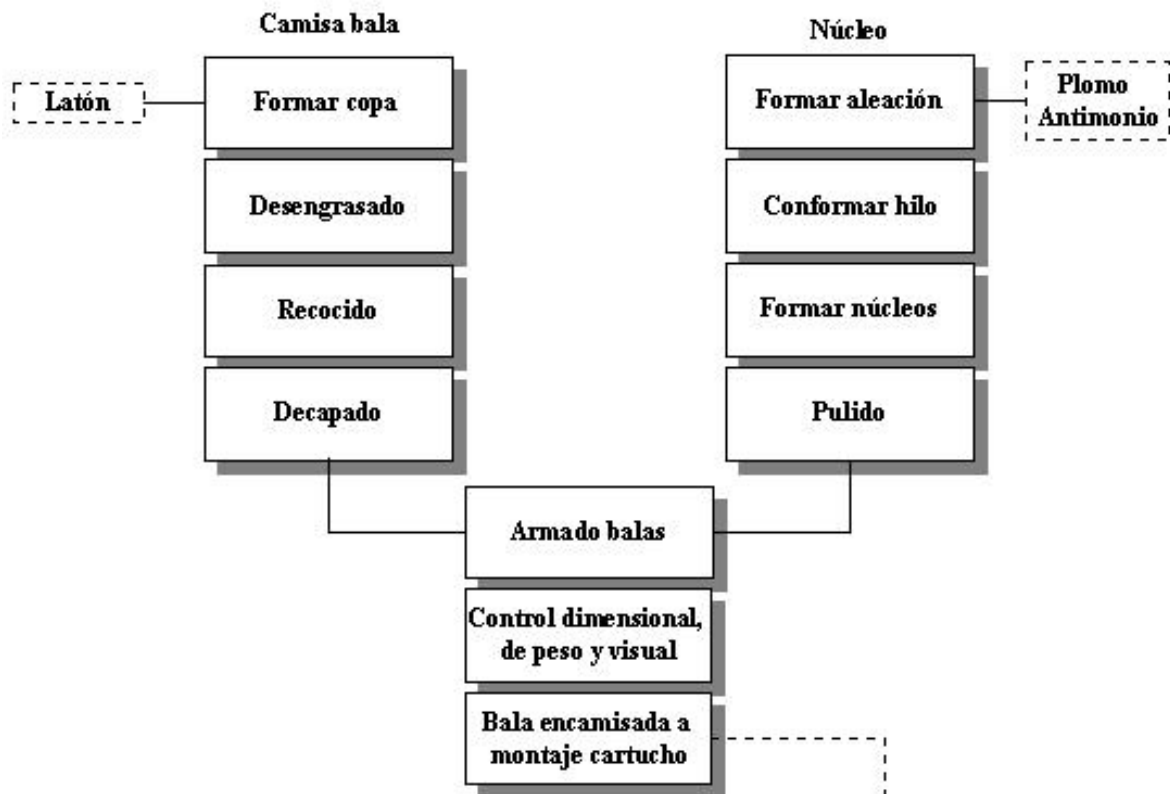 Camisa bala
Núcleo
Latón
Formar copa
Formar aleación
Plomo
Antimonio
Desengrasado
Conformar hilo
Recocido
Formar núcleos
Decapado
Pulido
Armado balas
Control dimensional,
de peso y visual
Bala encamisada a
montaje cartucho